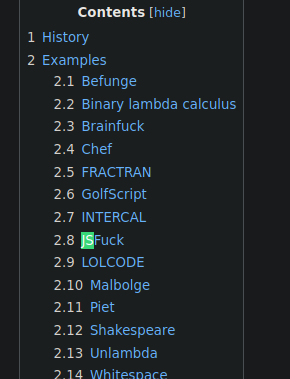 Contents [hide]
1 History
2 Examples
2.1 Befunge
2.2 Binary lambda calculus
2.3 Brainfuck
2.4 Chef
2.5 FRACTRAN
2.6 GolfScript
2.7 INTERCAL
2.8 JSFuck
2.9 LOLCODE
2.10 Malbolge
2.11 Piet
2.12 Shakespeare
2.13 Unlambda
2.14 Whitespace